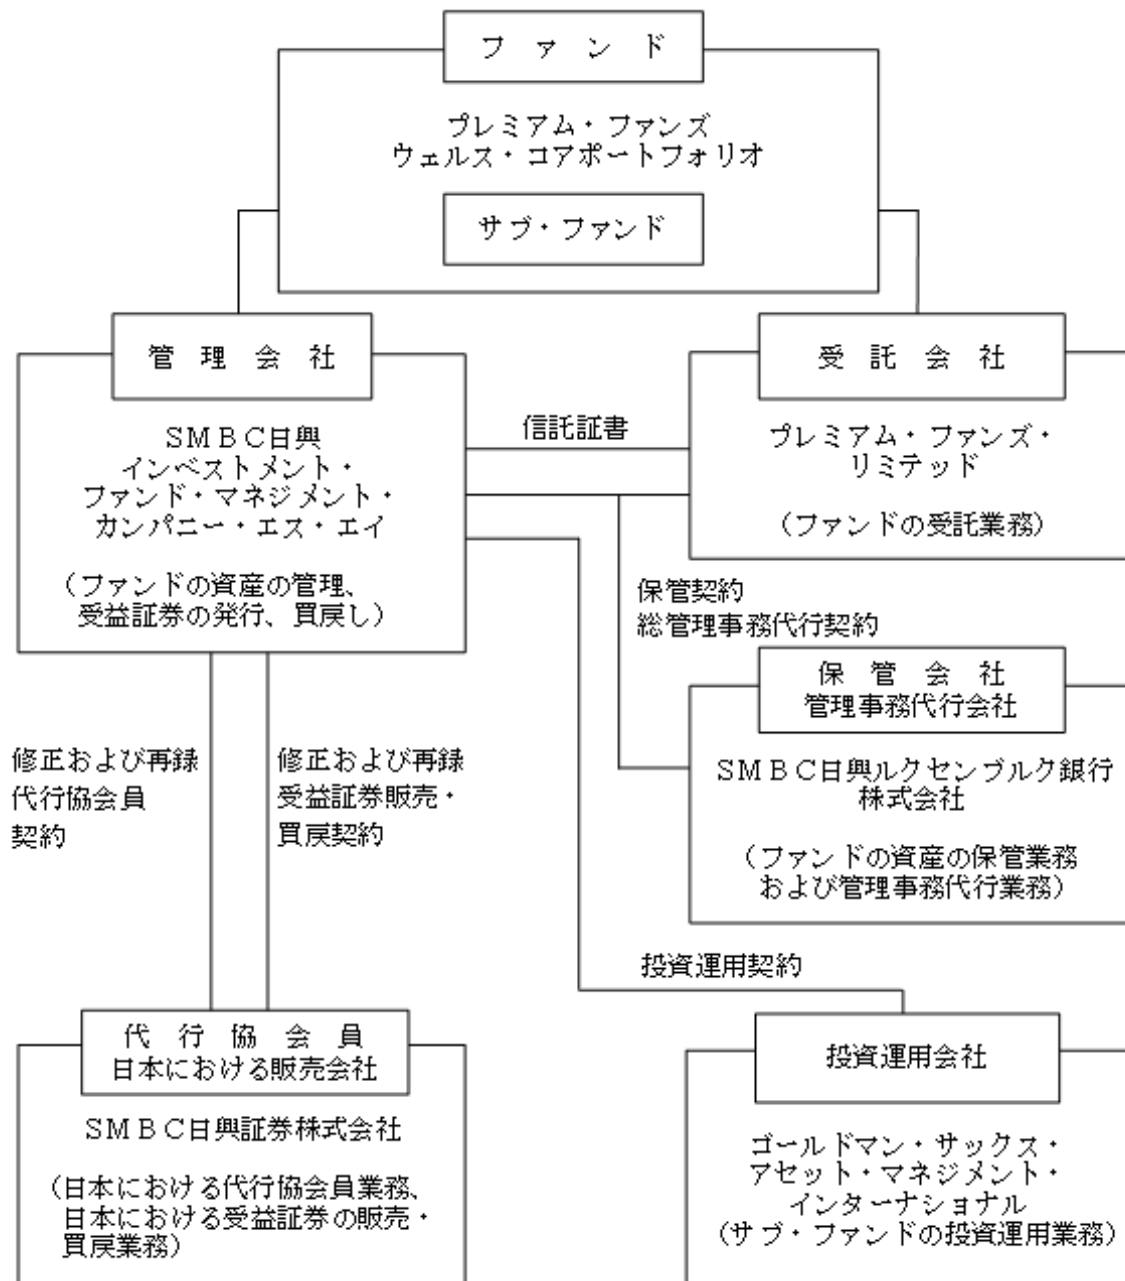 ファンド
プレミアム・ファンズ
ウェルス・コアポートフォリオ
サブ・ファンド
管理会社
SMBC日興
インベストメント・
ファンド・マネジメント・
カンパニー・エス・エイ
(ファンドの資産の管理、
受益証券の発行、買戻し)
信託証書
受託会社
プレミアム・ファンズ・
リミテッド
(ファンドの受託業務)
保管契約
総管理事務代行契約
保管会社
管理事務代行会社
SMBC日興ルクセンブルク銀行
株式会社
(ファンドの資産の保管業務
および管理事務代行業務)
修正および再録
代行協会員
契約
修正および再録
受益証券販売・
買戻契約
投資運用契約
代行協会員
日本における販売会社
SMBC日興証券株式会社
(日本における代行協会員業務、
日本における受益証券の販売・
買戻業務)
投資運用会社
ゴールドマン・サックス・
アセット・マネジメント・
インターナショナル
(サブ・ファンドの投資運用業務)